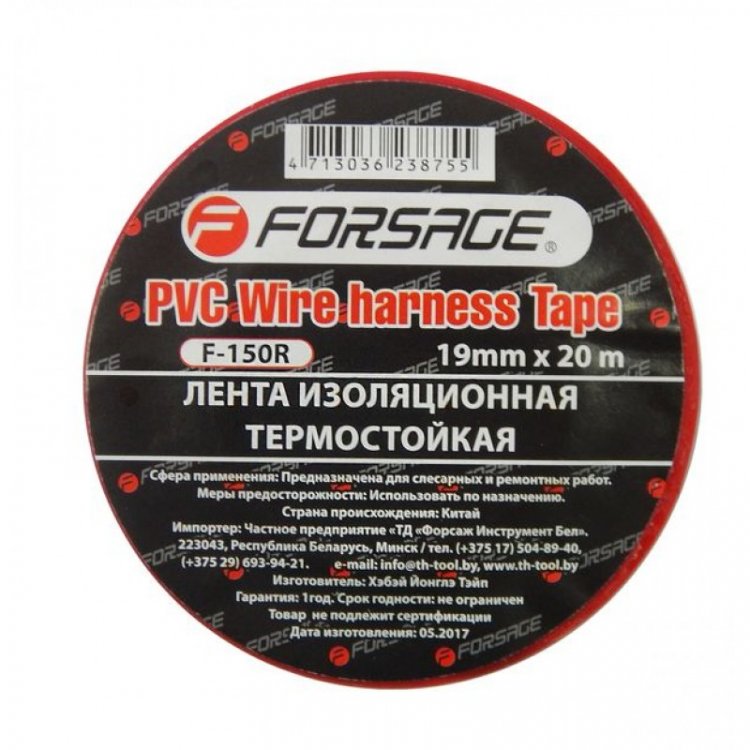 FORSAGE
4 713036 238755
FORSAGE®
PVC Wire harness Tape
F-150R 19mm x 20 m
ЛЕНТА ИЗОЛЯЦИОННАЯ
ТЕРМОСТОЙКАЯ
Сфера применения: Предназначена для слесарных и ремонтных работ.
Меры предосторожности: Использовать по назначению.
Страна происхождения: Китай
Импортер: Частное предприятие «ТД «Форсаж Инструмент Бел».
223043, Республика Беларусь, Минск / тел. (+375 17) 504-89-40,
(+375 29) 693-94-21. e-mail: info@th-tool.by, www.th-tool.by
Изготовитель: Хэбэй Йонглэ Тэйп
Гарантия: 1год. Срок годности: не ограничен
Товар не подлежит сертификации
Дата изготовления: 05.2017
FORSAGE